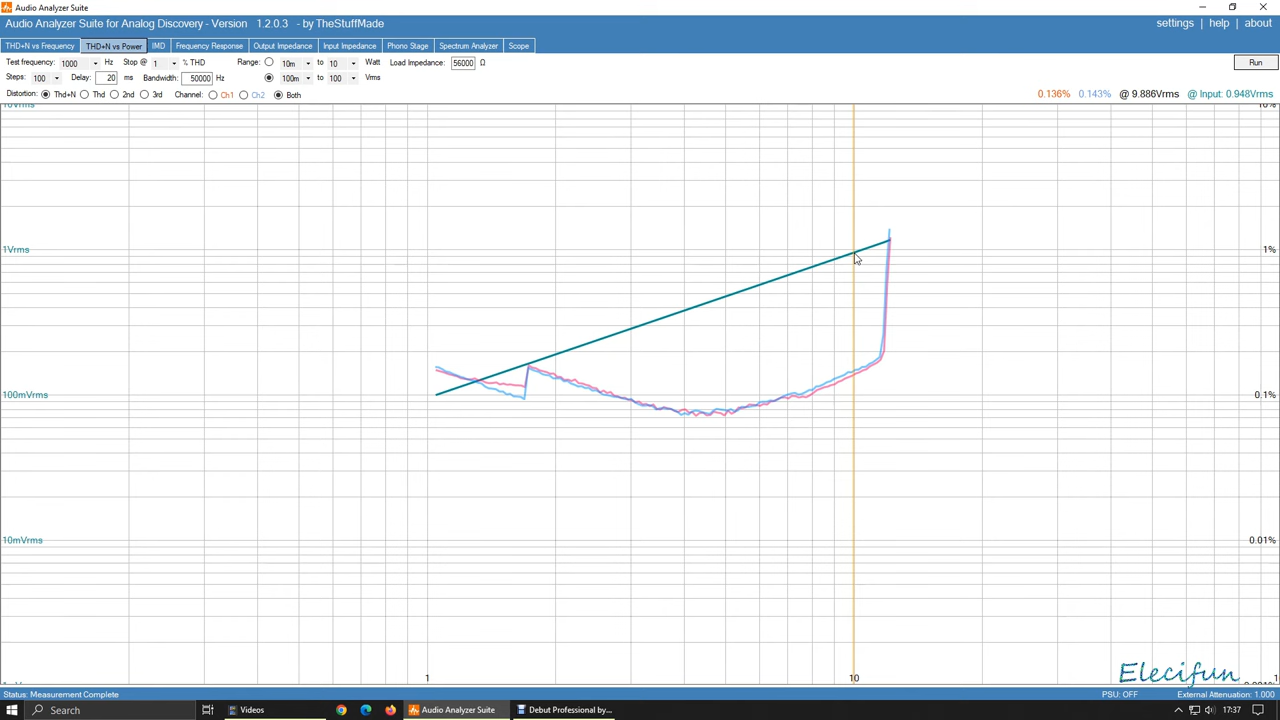 Audio Analyzer Suite
Audio Analyzer Suite for Analog Discovery - Version 1.2.0.3 - by TheStuffMade settings help about
THD+N vs Frequency THD+N vs Power IMD Frequency Response Output Impedance Input Impedance Phono Stage Spectrum Analyzer Scope
Test frequency: 1000 Hz Stop @ 1 % THD Range: 10m to 10 Watt Load Impedance: 56000 Ω Run
Steps: 100 Delay: 20 ms Bandwidth: 50000 Hz 100m to 100 Vrms
Distortion: Thd+N Thd 2nd 3rd Channel: Ch1 Ch2 Both 0.136% 0.143% @ 9.886Vrms @ Input: 0.948Vrms
10Vrms 10%
1Vrms 1%
100mVrms 0.1%
10mVrms 0.01%
Elecifun
1 10 1
Status: Measurement Complete PSU: OFF External Attenuation: 1.000
Search Videos Audio Analyzer Suite Debut Professional by... 17:37